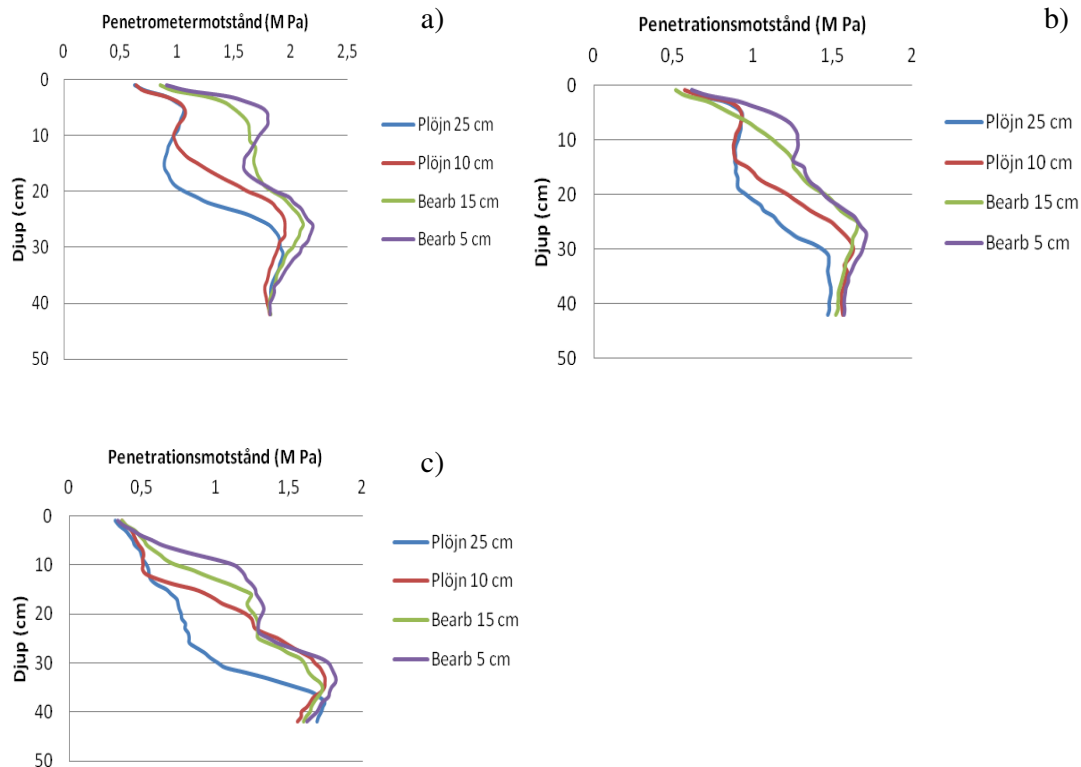 Penetrometermotstånd (M Pa)
a)
0 0,5 1 1,5 2 2,5
0
10
20
30
40
50
Djup (cm)
Plöjn 25 cm
Plöjn 10 cm
Bearb 15 cm
Bearb 5 cm
Penetrationsmotstånd (M Pa)
b)
0 0,5 1 1,5 2
0
10
20
30
40
50
Djup (cm)
Plöjn 25 cm
Plöjn 10 cm
Bearb 15 cm
Bearb 5 cm
Penetrationsmotstånd (M Pa)
c)
0 0,5 1 1,5 2
0
10
20
30
40
50
Djup (cm)
Plöjn 25 cm
Plöjn 10 cm
Bearb 15 cm
Bearb 5 cm